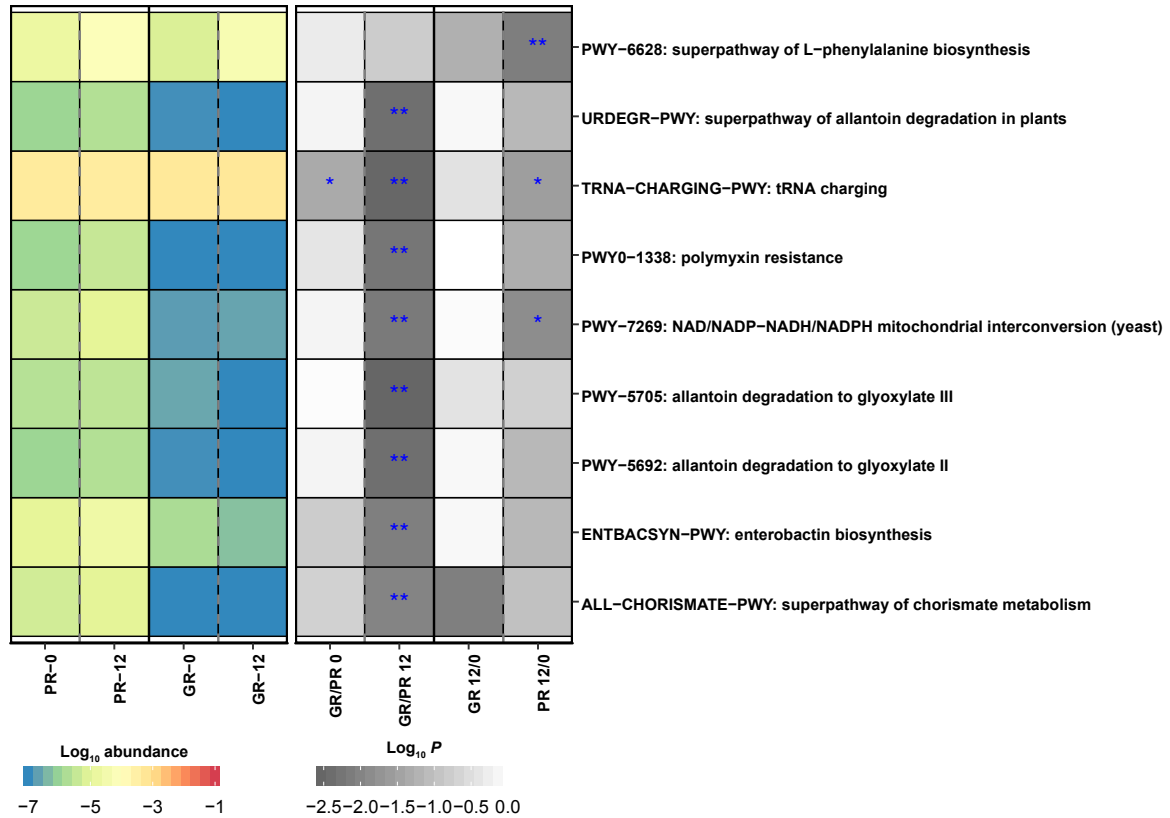 PWY−6628: superpathway of L−phenylalanine biosynthesis
**
URDEGR−PWY: superpathway of allantoin degradation in plants
**
TRNA−CHARGING−PWY: tRNA charging
* ** *
PWY0−1338: polymyxin resistance
**
PWY−7269: NAD/NADP−NADH/NADPH mitochondrial interconversion (yeast)
** *
PWY−5705: allantoin degradation to glyoxylate III
**
PWY−5692: allantoin degradation to glyoxylate II
**
ENTBACSYN−PWY: enterobactin biosynthesis
**
ALL−CHORISMATE−PWY: superpathway of chorismate metabolism
**
PR−0
PR−12
GR−0
GR−12
GR/PR 0
GR/PR 12
GR 12/0
PR 12/0
Log10 abundance
−7 −5 −3 −1
Log10 P
−2.5 −2.0 −1.5 −1.0 −0.5 0.0